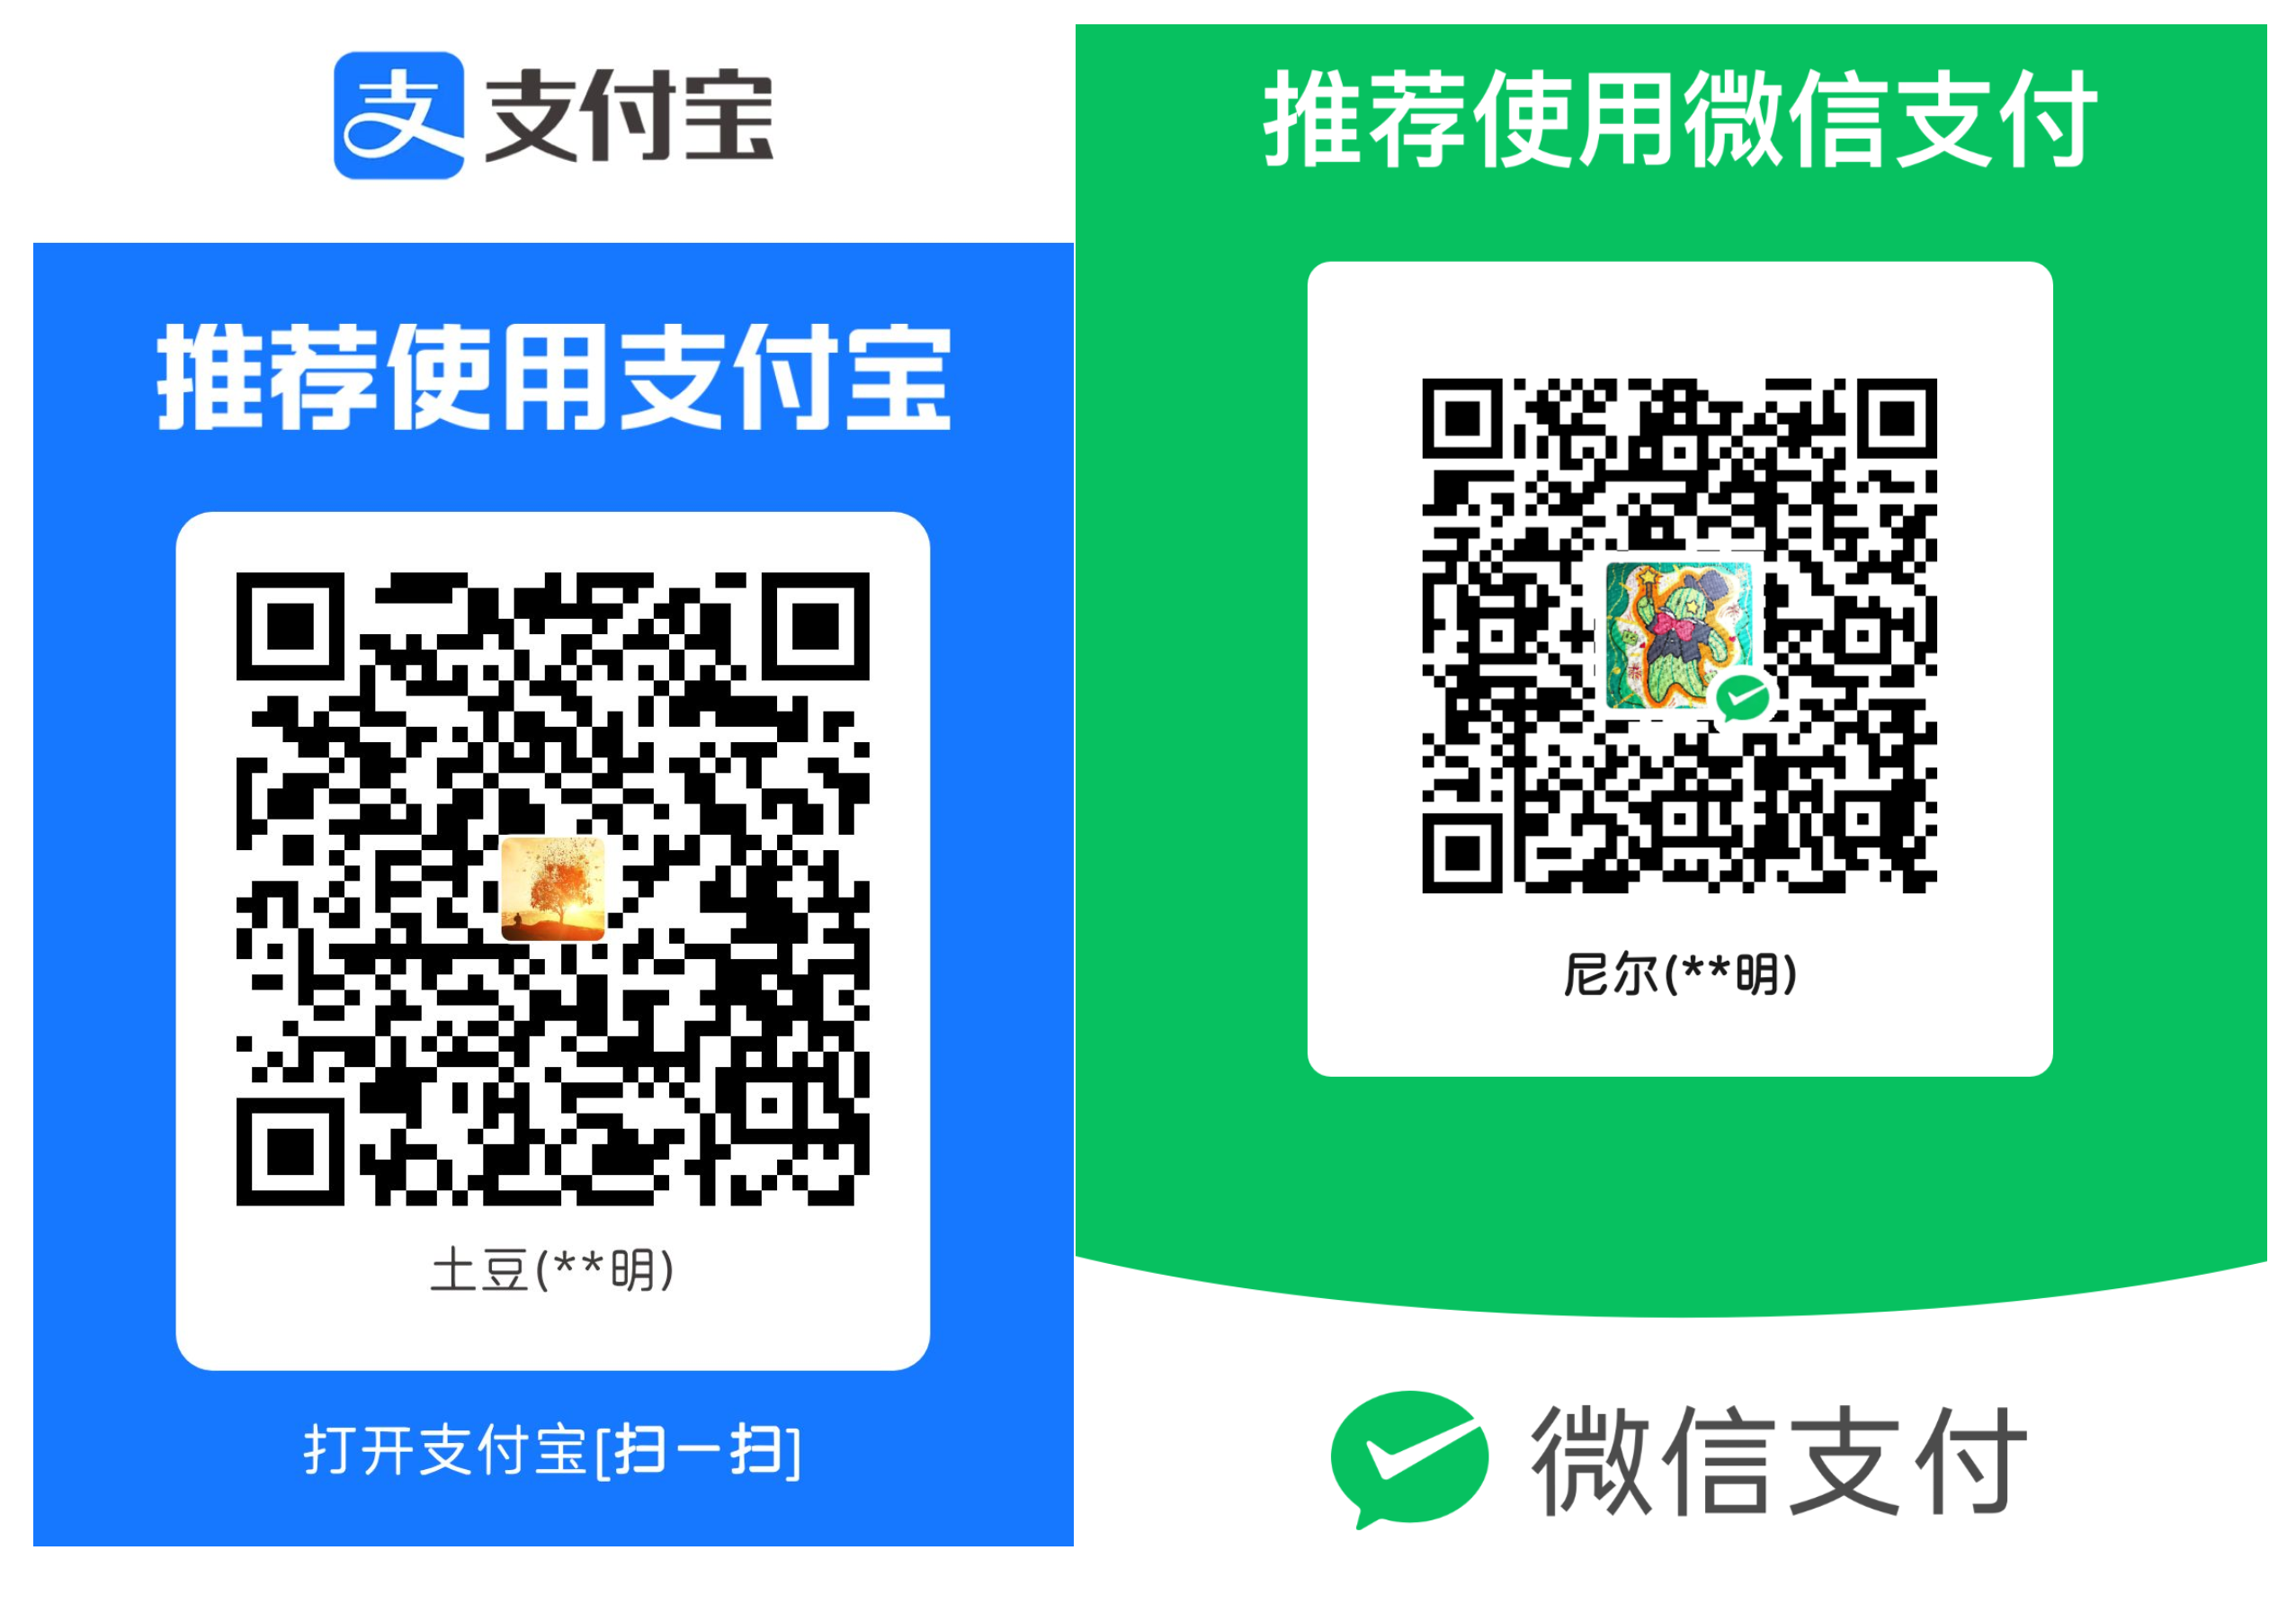 支付宝
推荐使用支付宝
土豆(**明)
打开支付宝[扫一扫]
推荐使用微信支付
尼尔(**明)
微信支付